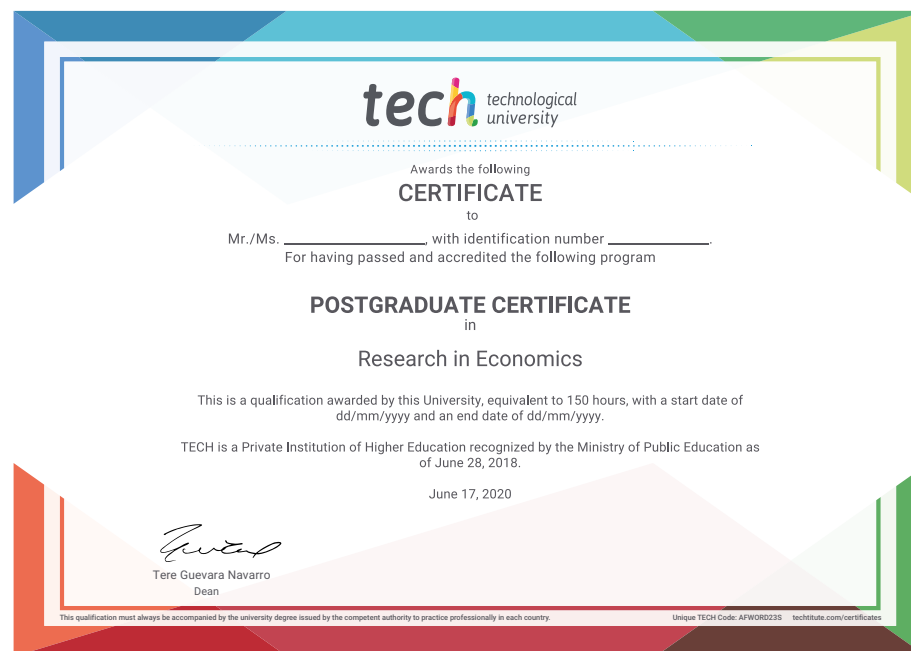 tech technological
university
Awards the following
CERTIFICATE
to
Mr./Ms. ____________________, with identification number ______________.
For having passed and accredited the following program
POSTGRADUATE CERTIFICATE
in
Research in Economics
This is a qualification awarded by this University, equivalent to 150 hours, with a start date of
dd/mm/yyyy and an end date of dd/mm/yyyy.
TECH is a Private Institution of Higher Education recognized by the Ministry of Public Education as
of June 28, 2018.
June 17, 2020
Tere Guevara Navarro
Dean
This qualification must always be accompanied by the university degree issued by the competent authority to practice professionally in each country. Unique TECH Code: AFWORD23S techtitute.com/certificates